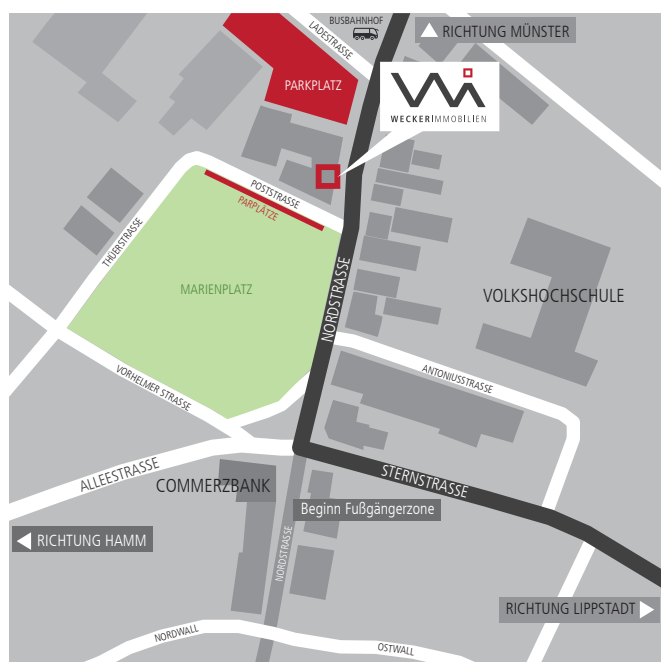 BUSBAHNHOF
LADESTRASSE
RICHTUNG MÜNSTER
PARKPLATZ
WECKERIMMOBILIEN
POSTSTRASSE
PARPLÄTZE
THÜERSTRASSE
MARIENPLATZ
NORDSTRASSE
VOLKSHOCHSCHULE
VORHELMER STRASSE
ANTONIUSSTRASSE
ALLEESTRASSE
COMMERZBANK
STERNSTRASSE
Beginn Fußgängerzone
RICHTUNG HAMM
NORDSTRASSE
RICHTUNG LIPPSTADT
NORDWALL
OSTWALL